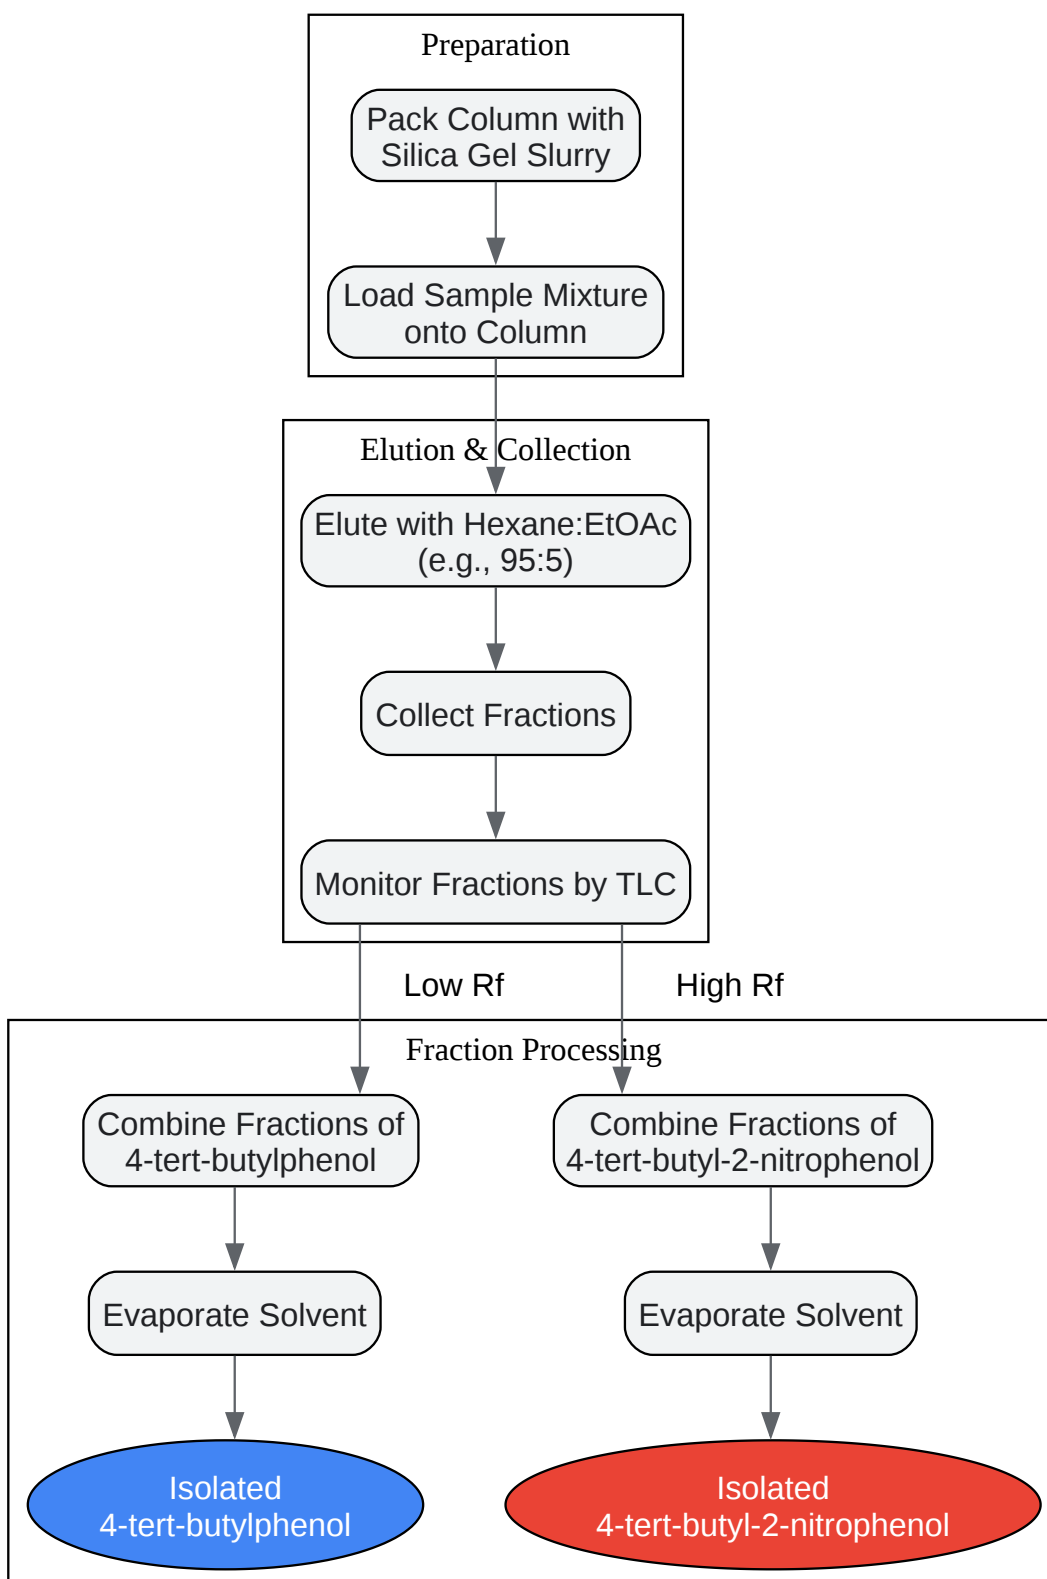 Preparation
Pack Column with
Silica Gel Slurry
Load Sample Mixture
onto Column
Elution & Collection
Elute with Hexane:EtOAc
(e.g., 95:5)
Collect Fractions
Monitor Fractions by TLC
Low Rf
High Rf
Fraction Processing
Combine Fractions of
4-tert-butylphenol
Combine Fractions of
4-tert-butyl-2-nitrophenol
Evaporate Solvent
Evaporate Solvent
Isolated
4-tert-butylphenol
Isolated
4-tert-butyl-2-nitrophenol